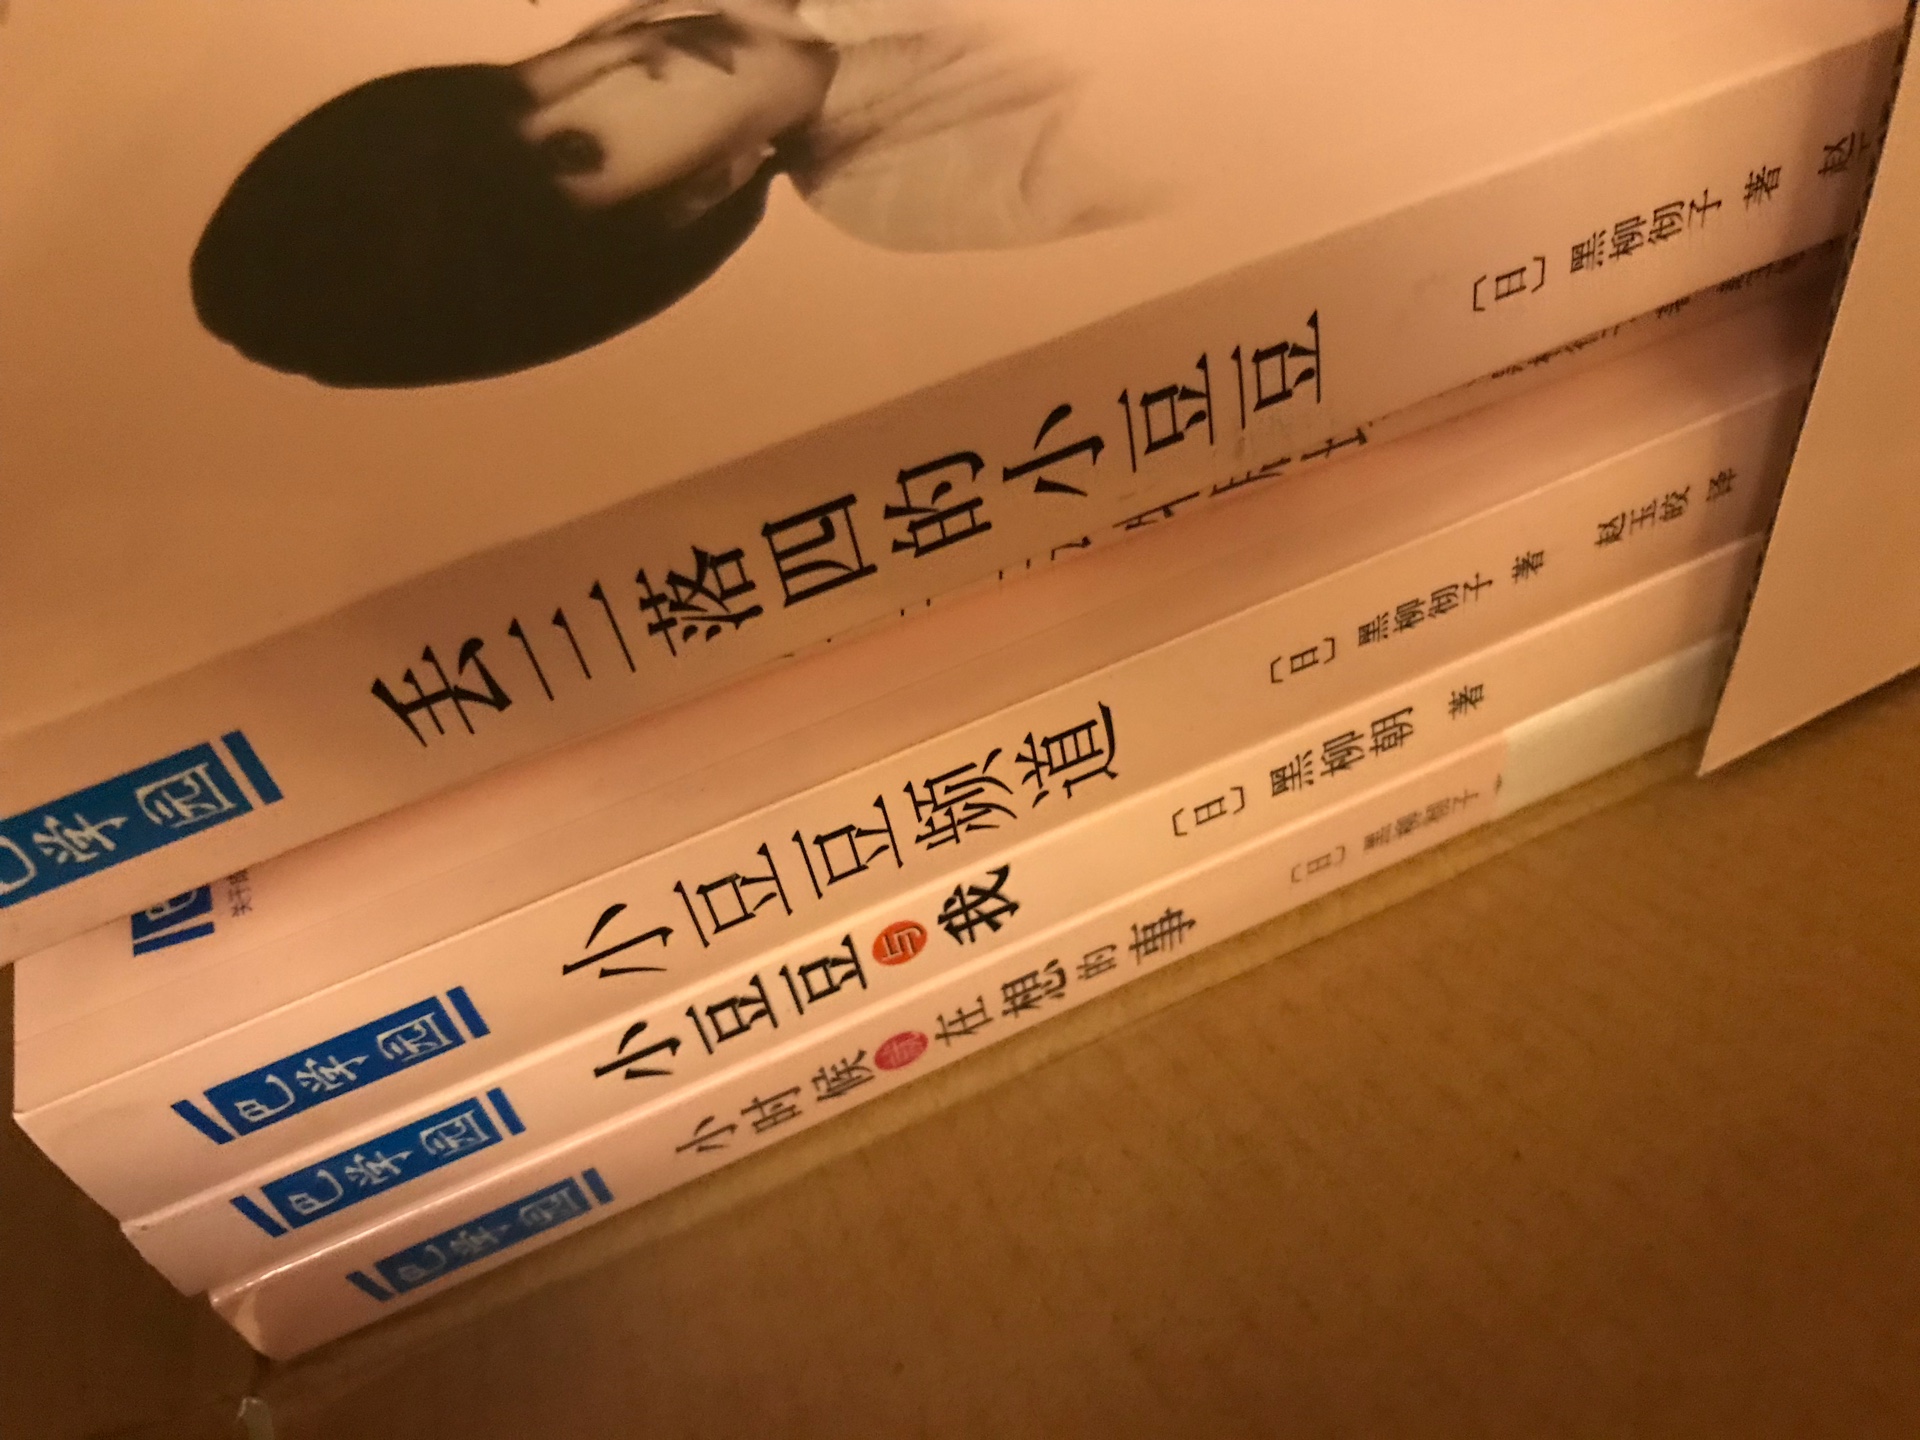 巴学园 丢三落四的小豆豆 〔日〕黑柳彻子 著 赵
巴学园 小豆豆频道 〔日〕黑柳彻子 著 赵玉皎 译
巴学园 小豆豆与我 〔日〕黑柳朝 著
巴学园 小时候就在想的事 〔日〕黑柳彻子